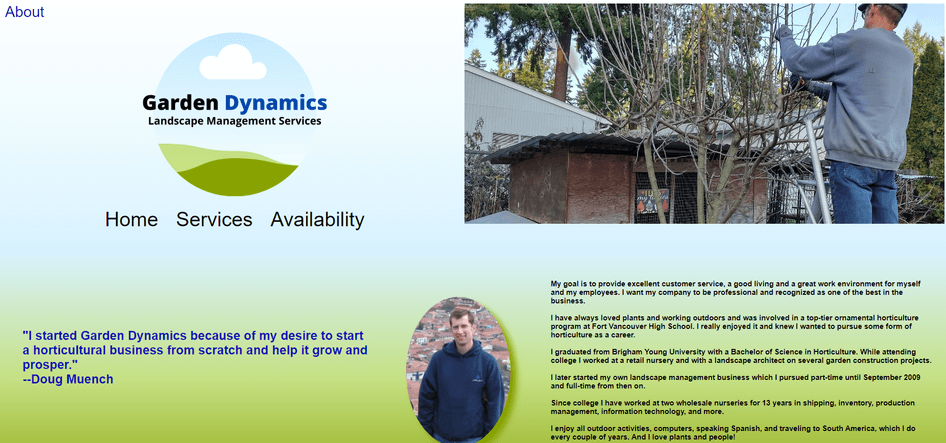 About
Garden Dynamics
Landscape Management Services
Home Services Availability
"I started Garden Dynamics because of my desire to start
a horticultural business from scratch and help it grow and
prosper."
--Doug Muench
My goal is to provide excellent customer service, a good living and a great work environment for myself
and my employees. I want my company to be professional and recognized as one of the best in the
business.
I have always loved plants and working outdoors and was involved in a top-tier ornamental horticulture
program at Fort Vancouver High School. I really enjoyed it and knew I wanted to pursue some form of
horticulture as a career.
I graduated from Brigham Young University with a Bachelor of Science in Horticulture. While attending
college I worked at a retail nursery and with a landscape architect on several garden construction projects.
I later started my own landscape management business which I pursued part-time until September 2009
and full-time from then on.
Since college I have worked at two wholesale nurseries for 13 years in shipping, inventory, production
management, information technology, and more.
I enjoy all outdoor activities, computers, speaking Spanish, and traveling to South America, which I do
every couple of years. And I love plants and people!